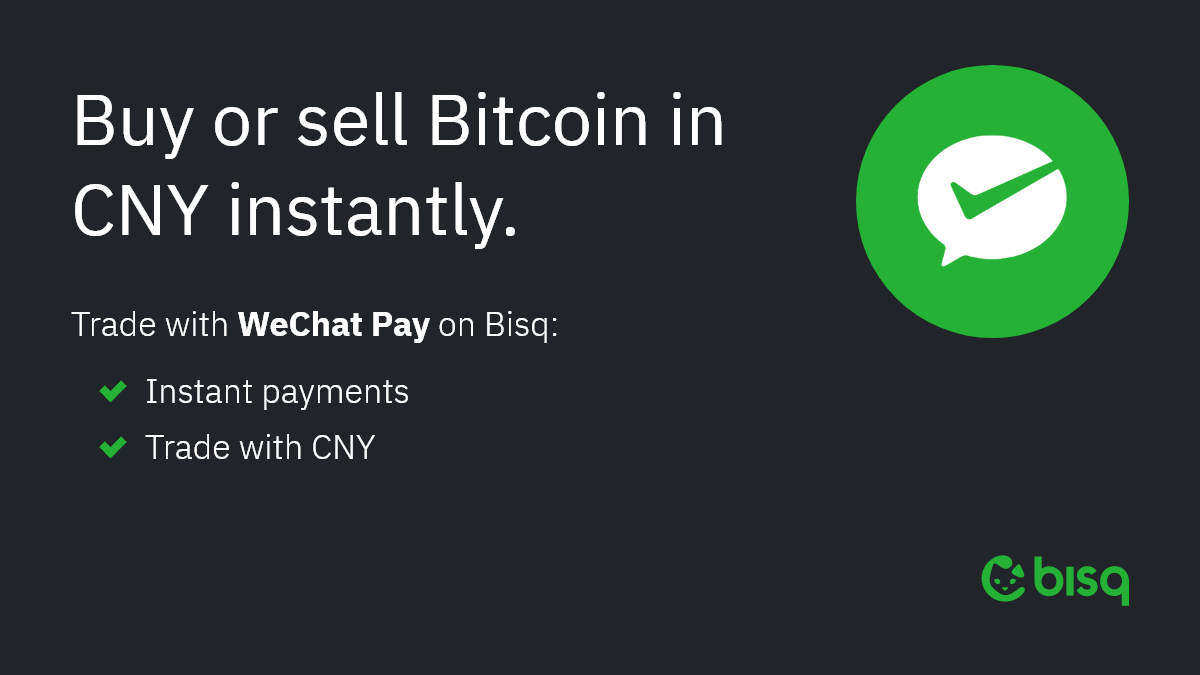 Buy or sell Bitcoin in
CNY instantly.
Trade with WeChat Pay on Bisq:
Instant payments
Trade with CNY
bisq